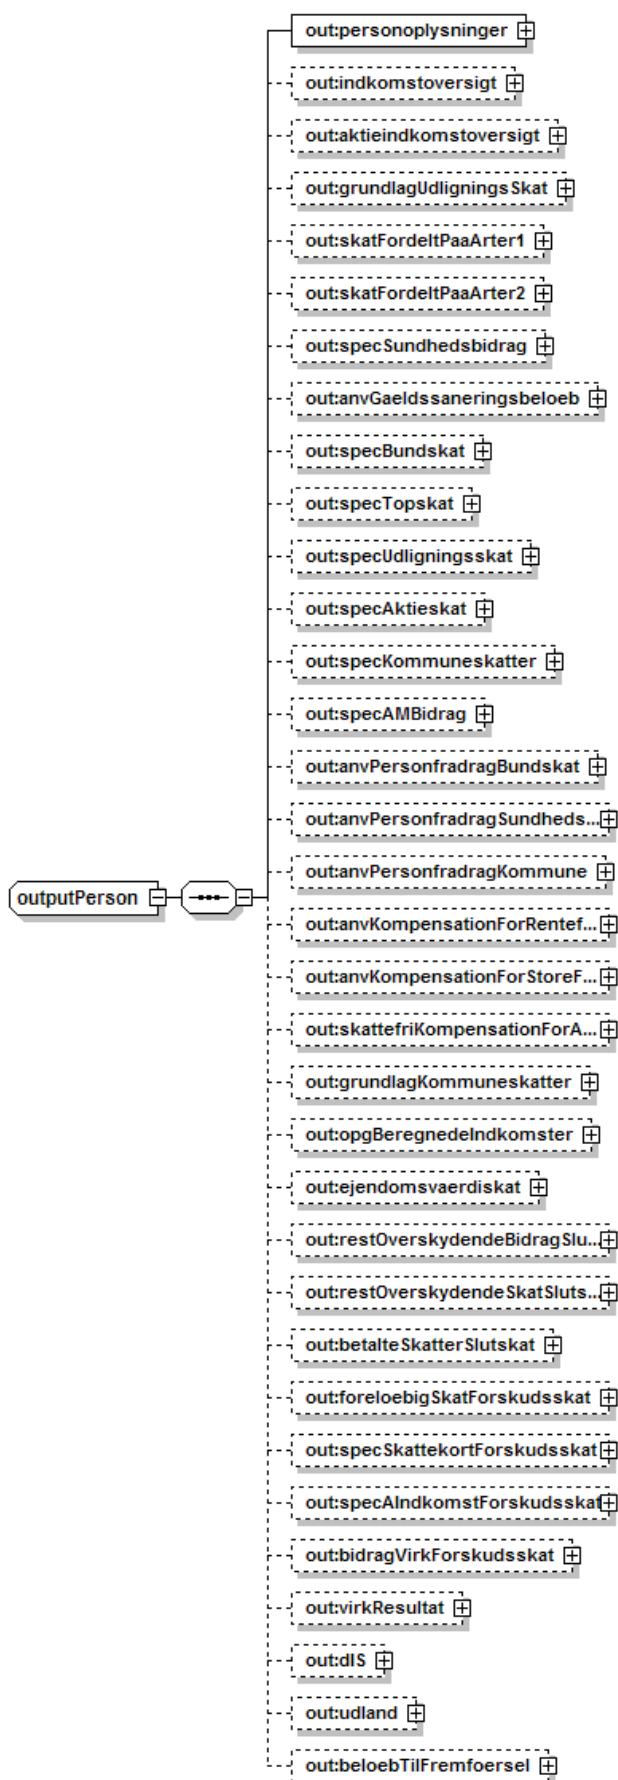 out:personoplysninger
out:indkomstoversigt
out:aktieindkomstoversigt
out:grundlagUdligningsSkat
out:skatFordeltPaaArter1
out:skatFordeltPaaArter2
out:specSundhedsbidrag
out:anvGaeldssaneringsbeloeb
out:specBundskat
out:specTopskat
out:specUdligningsskat
out:specAktieskat
out:specKommuneskatter
out:specAMBidrag
out:anvPersonfradragBundskat
out:anvPersonfradragSundheds...
out:anvPersonfradragKommune
outputPerson
out:anvKompensationForRentef...
out:anvKompensationForStoreF...
out:skattefriKompensationForA...
out:grundlagKommuneskatter
out:opgBeregnedeIndkomster
out:ejendomsvaerdiskat
out:restOverskydendeBidragSlu...
out:restOverskydendeSkatSluts...
out:betalteSkatterSlutskat
out:foreloebigSkatForskudsskat
out:specSkattekortForskudsskat
out:specAIndkomstForskudsskat
out:bidragVirkForskudsskat
out:virkResultat
out:dIS
out:udland
out:beloebTilFremfoersel